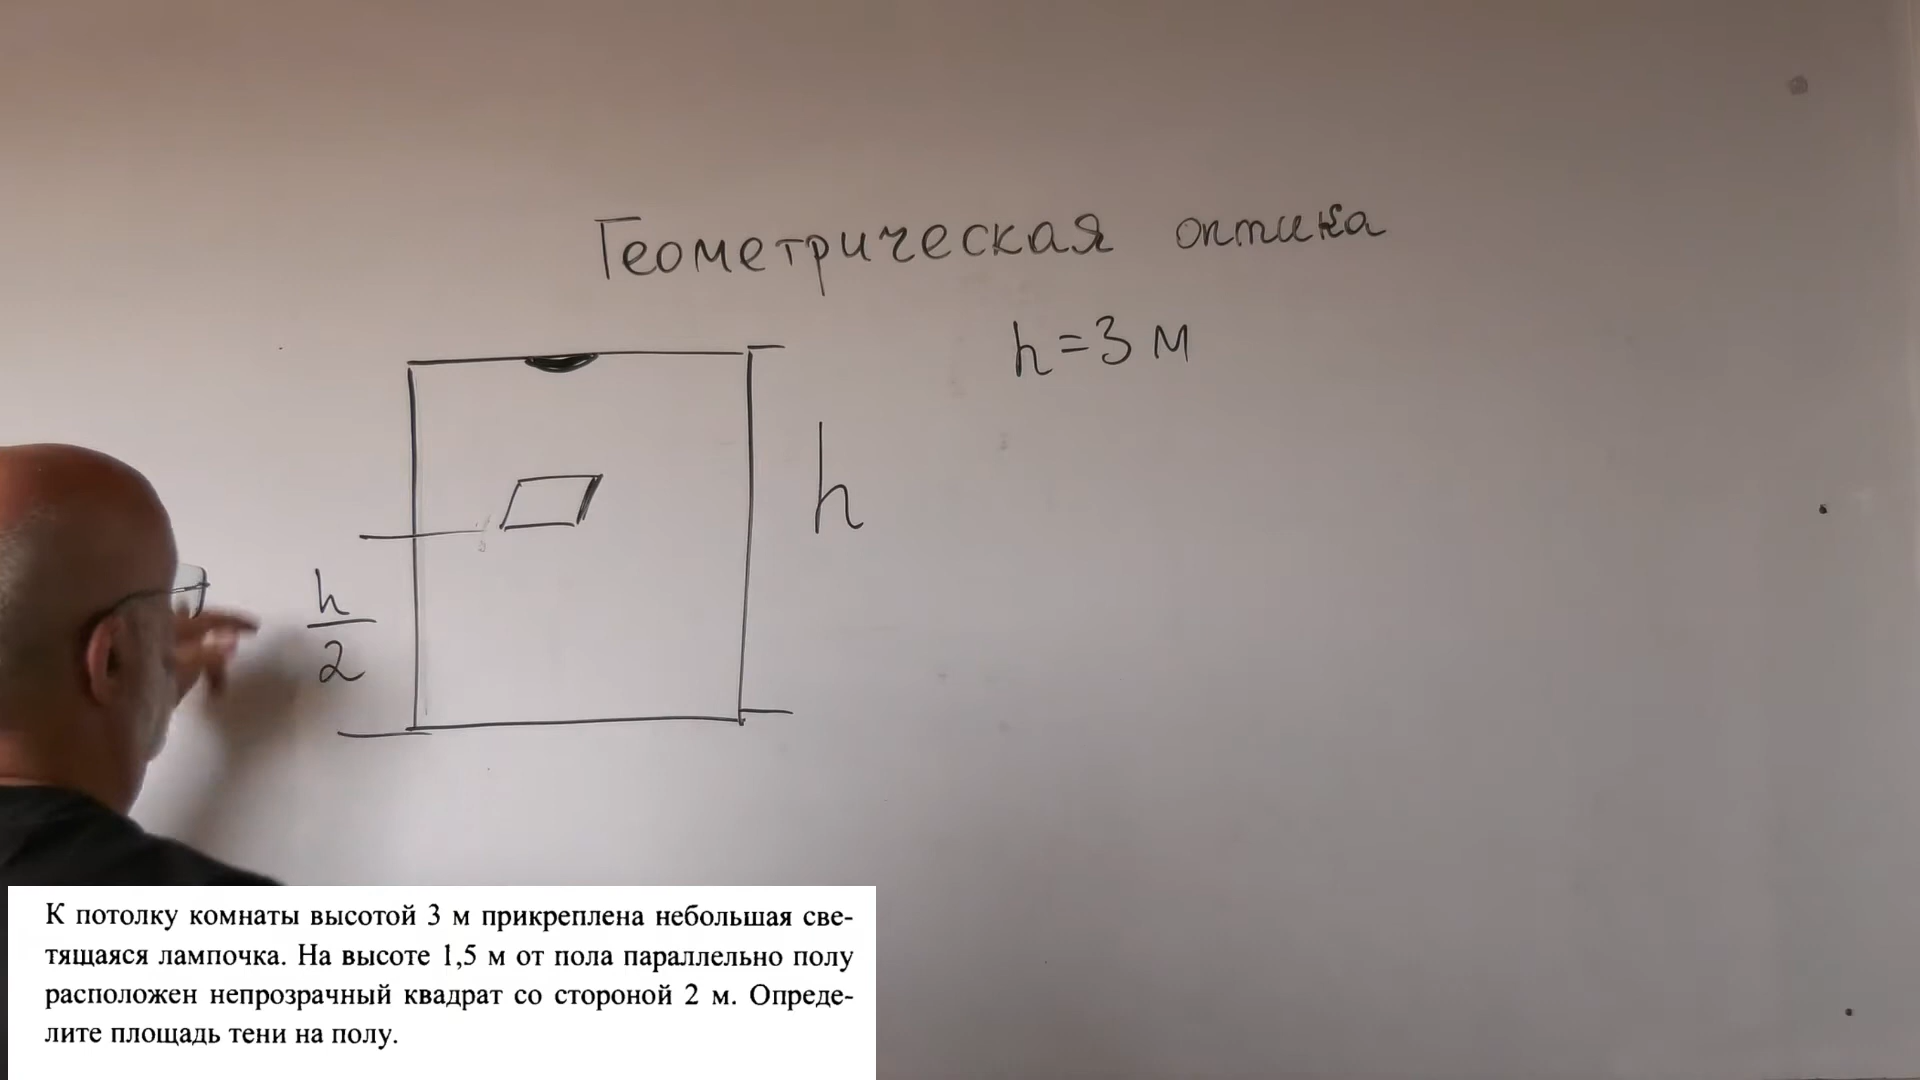 Геометрическая оптика
h = 3 м
h
h
2
К потолку комнаты высотой 3 м прикреплена небольшая све-
тящаяся лампочка. На высоте 1,5 м от пола параллельно полу
расположен непрозрачный квадрат со стороной 2 м. Опреде-
лите площадь тени на полу.